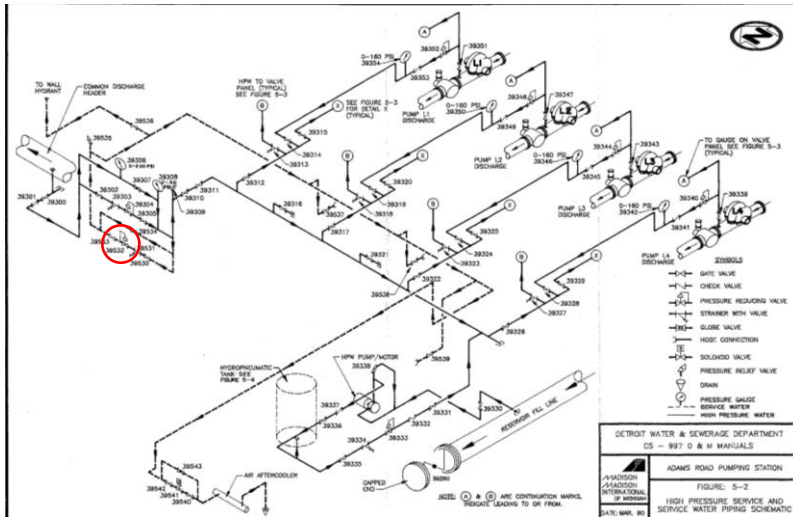 N
TO WALL
HYDRANT
COMMON DISCHARGE
HEADER
HPW TO VALVE
PANEL (TYPICAL)
SEE FIGURE 5-3
SEE FIGURE 5-3
FOR DETAIL X
(TYPICAL)
0-160 PSI
39354
39352
39351
39353
L1
PUMP L1
DISCHARGE
0-160 PSI
39350
39348
39347
39349
L2
PUMP L2
DISCHARGE
0-160 PSI
39346
39344
39343
39345
L3
PUMP L3
DISCHARGE
TO GAUGE ON VALVE
PANEL SEE FIGURE 5-3
(TYPICAL)
0-160 PSI
39342
39340
39339
39341
L4
PUMP L4
DISCHARGE
A
A
A
A
B
B
B
B
X
X
X
X
39536
39535
39301
39300
39306
39302
39307
39308
39303
39304
39305
39310
39309
39311
39534
39531
39532
39530
39312
39313
39314
39315
39316
39317
39537
39318
39319
39320
39321
39322
39323
39324
39325
39538
39326
39327
39328
39329
39539
HYDROPNEUMATIC
TANK: SEE
FIGURE 5-4
HPW PUMP/MOTOR
39338
39337
39336
39335
39334
39333
39332
39331
39330
RESERVOIR FILL LINE
CAPPED
END
39543
39542
39541
39540
AIR AFTERCOOLER
NOTE: A & B ARE CONTINUATION MARKS,
INDICATE LEADING TO OR FROM.
SYMBOLS
GATE VALVE
CHECK VALVE
PRESSURE REDUCING VALVE
STRAINER WITH VALVE
GLOBE VALVE
HOSE CONNECTION
SOLONOID VALVE
PRESSURE RELIEF VALVE
DRAIN
PRESSURE GAUGE
SERVICE WATER
HIGH PRESSURE WATER
DETROIT WATER & SEWERAGE DEPARTMENT
CS - 997 O & M MANUALS
MADISON
MADISON
INTERNATIONAL
OF MICHIGAN
DATE: MAR. 90
ADAMS ROAD PUMPING STATION
FIGURE: 5-2
HIGH PRESSURE SERVICE AND
SERVICE WATER PIPING SCHEMATIC